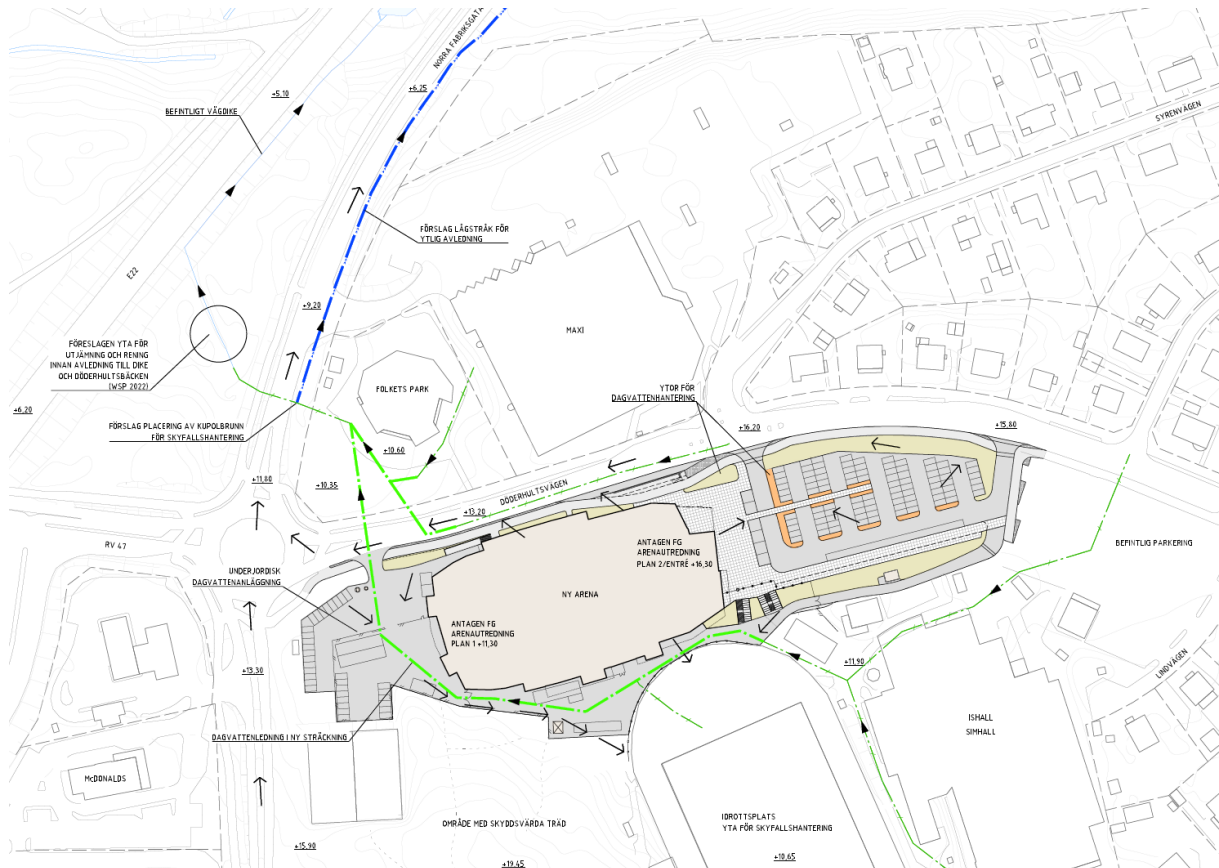 NORRA FABRIKSGATA
+6,25
+5,10
BEFINTLIGT VÄGDIKE
SYRENVÄGEN
FÖRSLAG LÅGSTRÅK FÖR
YTLIG AVLEDNING
E22
+9,20
MAXI
FÖRESLAGEN YTA FÖR
UTJÄMNING OCH RENING
INNAN AVLEDNING TILL DIKE
OCH DÖDERHULTSBÄCKEN
(WSP 2022)
FOLKETS PARK
YTOR FÖR
DAGVATTENHANTERING
+6,20
FÖRSLAG PLACERING AV KUPOLBRUNN
FÖR SKYFALLSHANTERING
+16,20
+15,80
+10,60
+11,80
+10,35
DÖDERHULTSVÄGEN
+13,20
RV 47
ANTAGEN FG
ARENAUTREDNING
PLAN 2/ENTRÉ +16,30
BEFINTLIG PARKERING
UNDERJORDISK
DAGVATTENANLÄGGNING
NY ARENA
ANTAGEN FG
ARENAUTREDNING
PLAN 1 +11,30
+13,30
+11,90
LINDVÄGEN
DAGVATTENLEDNING I NY STRÄCKNING
ISHALL
SIMHALL
McDONALDS
OMRÅDE MED SKYDDSVÄRDA TRÄD
IDROTTSPLATS
YTA FÖR SKYFALLSHANTERING
+15,90
+19,45
+10,65